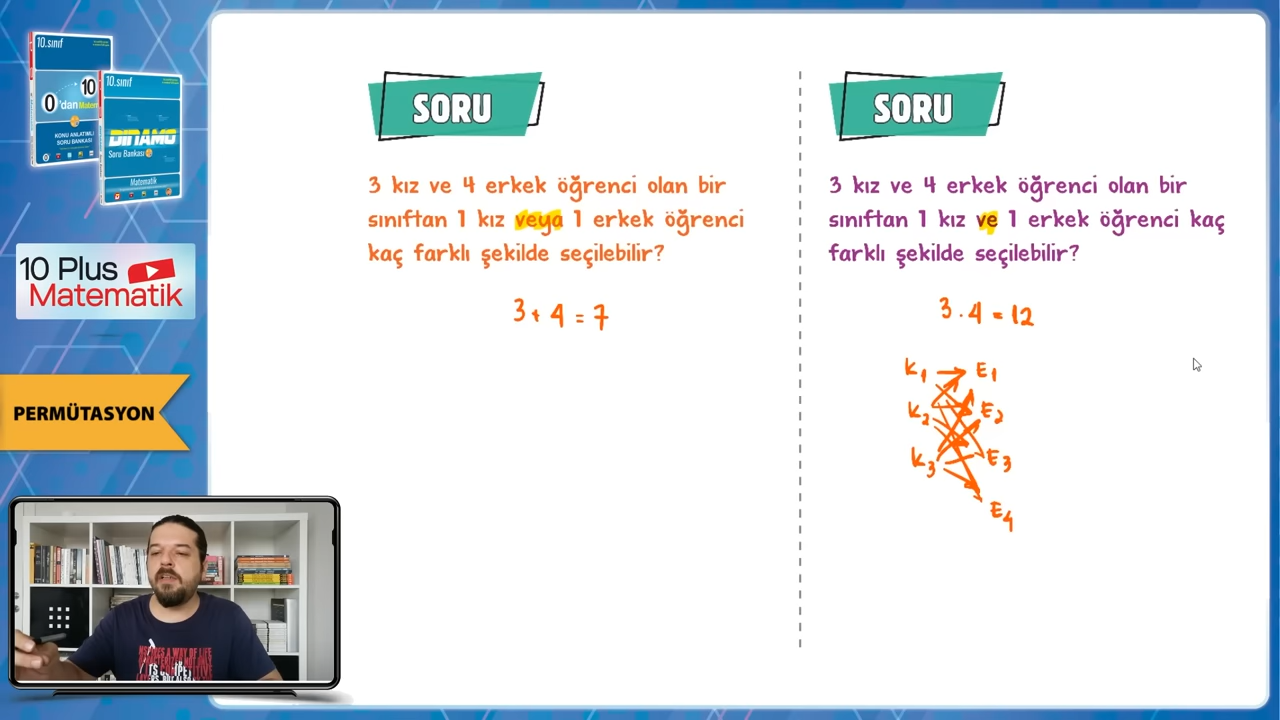 10.sınıf
0'dan 10
KONU ANLATIMLI
SORU BANKASI
10.sınıf
DİNAMO
Soru Bankası
Matematik
10 Plus
Matematik
PERMÜTASYON
SORU
3 kız ve 4 erkek öğrenci olan bir
sınıftan 1 kız veya 1 erkek öğrenci
kaç farklı şekilde seçilebilir?
3 + 4 = 7
SORU
3 kız ve 4 erkek öğrenci olan bir
sınıftan 1 kız ve 1 erkek öğrenci kaç
farklı şekilde seçilebilir?
3 . 4 = 12
K1 E1
K2 E2
K3 E3
E4